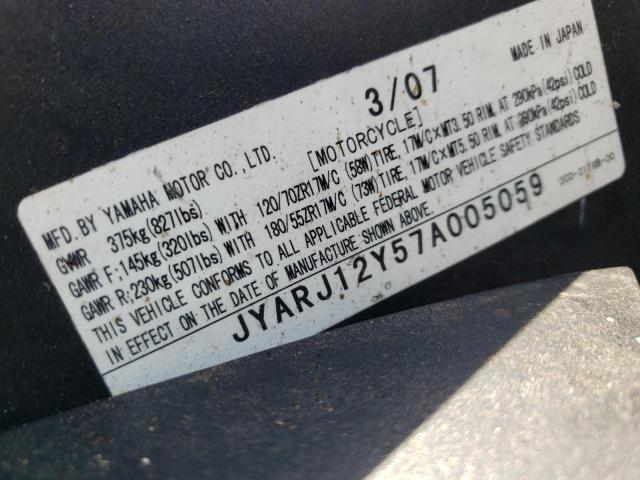 3/07
MADE IN JAPAN
MFD. BY YAMAHA MOTOR CO., LTD. [MOTORCYCLE]
GVWR 375kg(827lbs)
GAWR F:145kg(320lbs)WITH 120/70ZR17M/C (58W)TIRE, 17M/C×MT3.50 RIM, AT 290kPa(42psi)COLD
GAWR R:230kg(507lbs)WITH 180/55ZR17M/C (73W)TIRE, 17M/C×MT5.50 RIM, AT 290kPa(42psi)COLD
THIS VEHICLE CONFORMS TO ALL APPLICABLE FEDERAL MOTOR VEHICLE SAFETY STANDARDS
IN EFFECT ON THE DATE OF MANUFACTURE SHOWN ABOVE.
JYARJ12Y57A005059